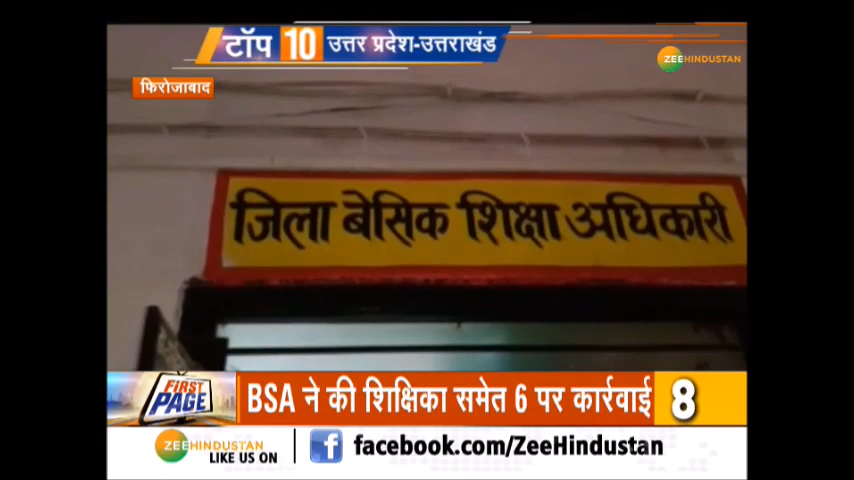 टॉप 10 उत्तर प्रदेश-उत्तराखंड
ZEEHINDUSTAN
फिरोजाबाद
जिला बेसिक शिक्षा अधिकारी
FIRST PAGE
BSA ने की शिक्षिका समेत 6 पर कार्रवाई 8
ZEEHINDUSTAN
LIKE US ON
f facebook.com/ZeeHindustan